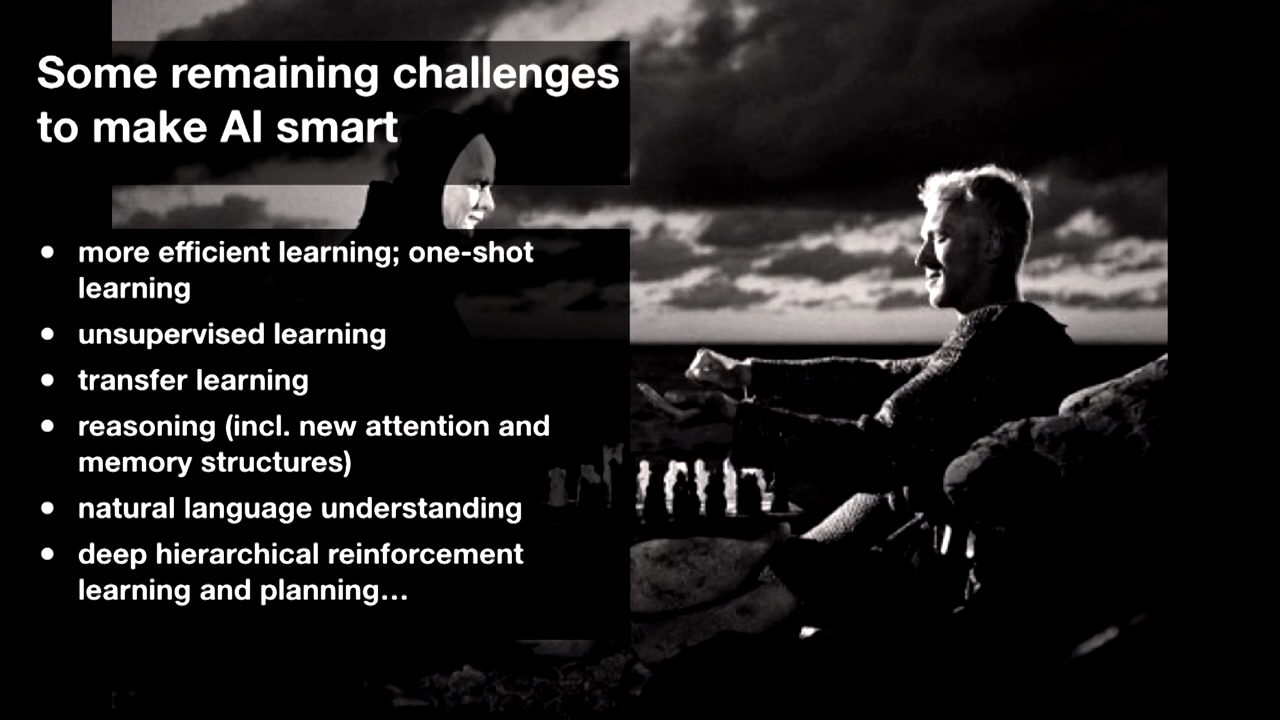 Some remaining challenges
to make AI smart
• more efficient learning; one-shot
learning
• unsupervised learning
• transfer learning
• reasoning (incl. new attention and
memory structures)
• natural language understanding
• deep hierarchical reinforcement
learning and planning…